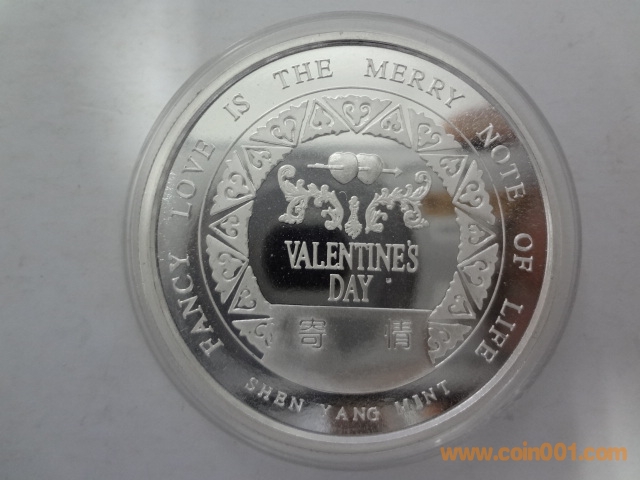 FANCY LOVE IS THE MERRY NOTE OF LIFE
VALENTINE'S
DAY
寄 情
SHEN YANG MINT
www.coin001.com